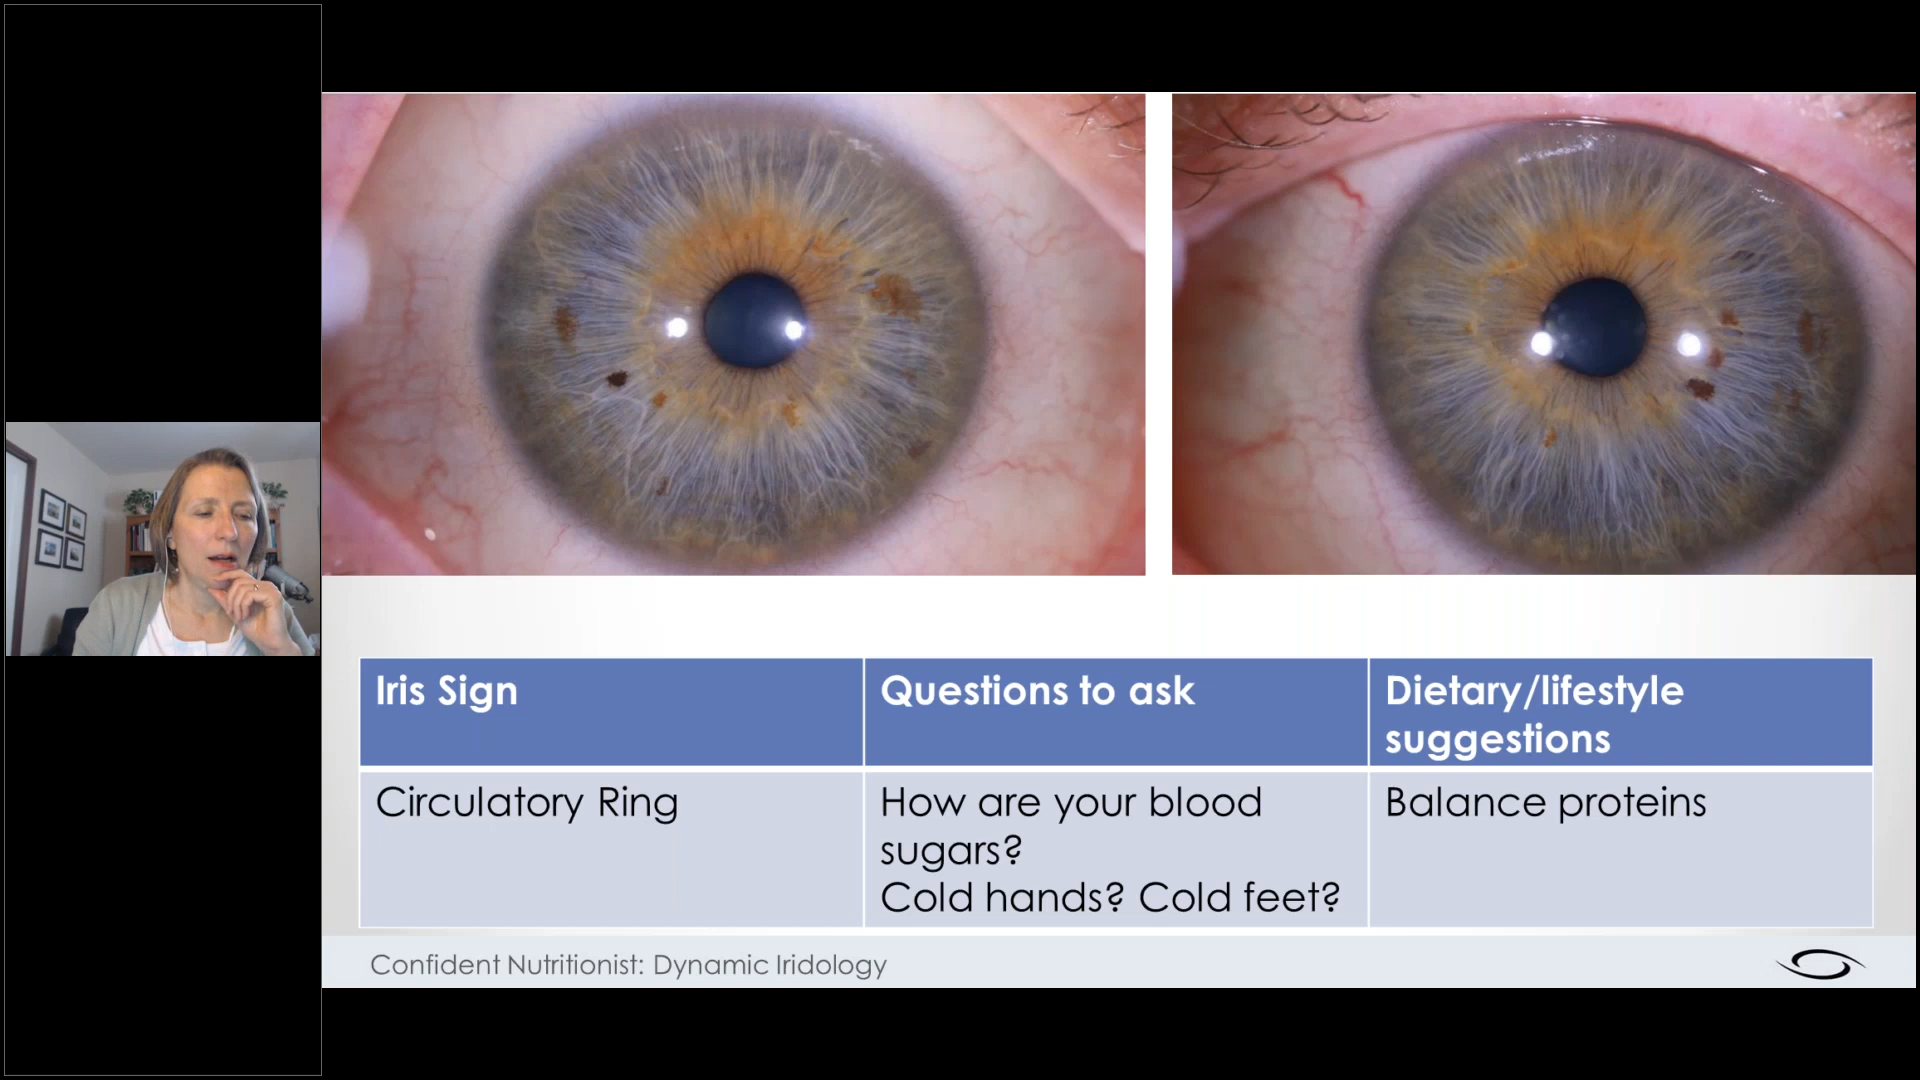 Iris Sign
Questions to ask
Dietary/lifestyle
suggestions
Circulatory Ring
How are your blood
sugars?
Cold hands? Cold feet?
Balance proteins
Confident Nutritionist: Dynamic Iridology